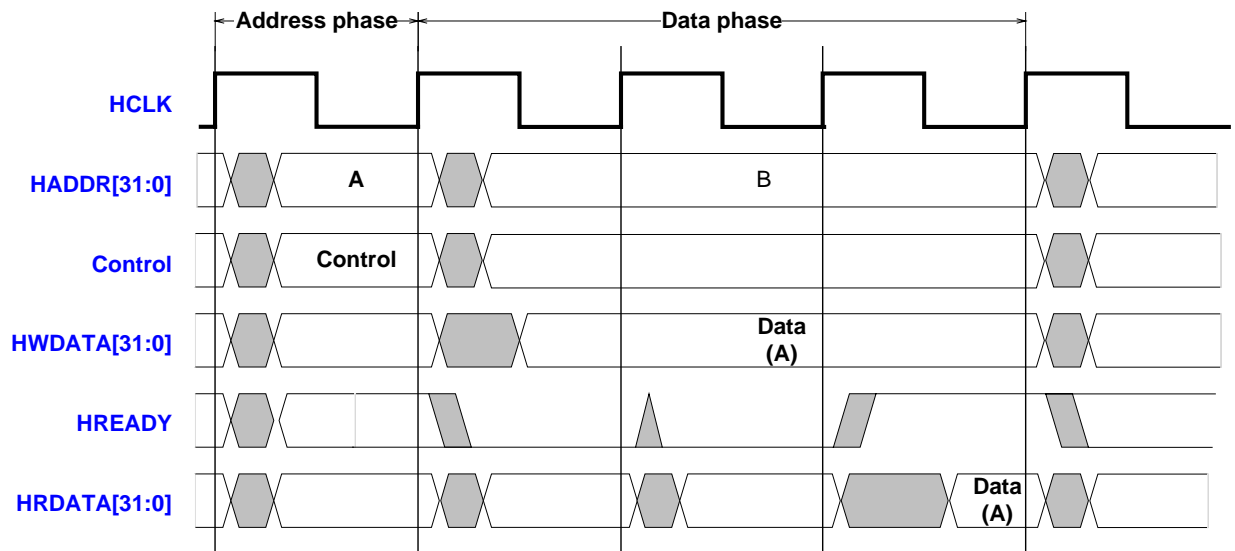 Address phase
Data phase
HCLK
HADDR[31:0]
A
B
Control
Control
HWDATA[31:0]
Data
(A)
HREADY
HRDATA[31:0]
Data
(A)